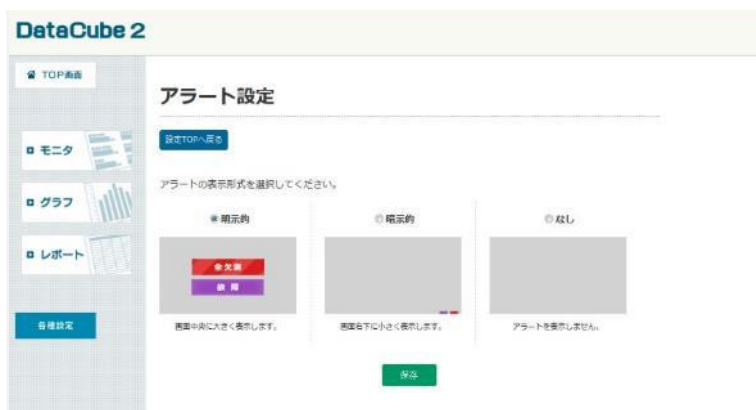 DataCube 2
TOP画面
アラート設定
設定TOPへ戻る
モニタ
グラフ
レポート
各種設定
アラートの表示形式を選択してください。
明示的
暗示的
なし
全欠測
故障
画面中央に大きく表示します。
画面右下に小さく表示します。
アラートを表示しません。
保存